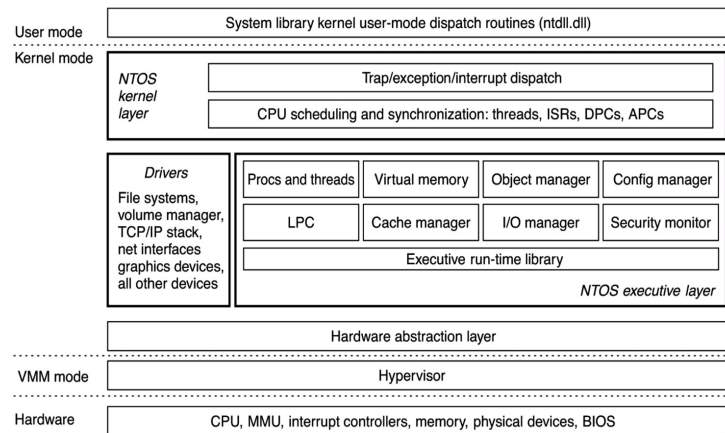 System library kernel user-mode dispatch routines (ntdll.dll)
User mode
Kernel mode
NTOS
kernel
layer
Trap/exception/interrupt dispatch
CPU scheduling and synchronization: threads, ISRs, DPCs, APCs
Drivers
File systems,
volume manager,
TCP/IP stack,
net interfaces
graphics devices,
all other devices
Procs and threads
Virtual memory
Object manager
Config manager
LPC
Cache manager
I/O manager
Security monitor
Executive run-time library
NTOS executive layer
Hardware abstraction layer
VMM mode
Hypervisor
Hardware
CPU, MMU, interrupt controllers, memory, physical devices, BIOS